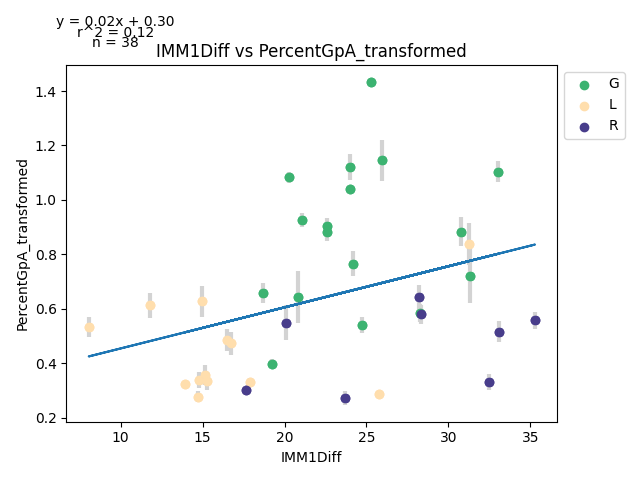 y = 0.02x + 0.30
r^2 = 0.12
n = 38
IMM1Diff vs PercentGpA_transformed
G
L
R
PercentGpA_transformed
1.4
1.2
1.0
0.8
0.6
0.4
0.2
10 15 20 25 30 35
IMM1Diff